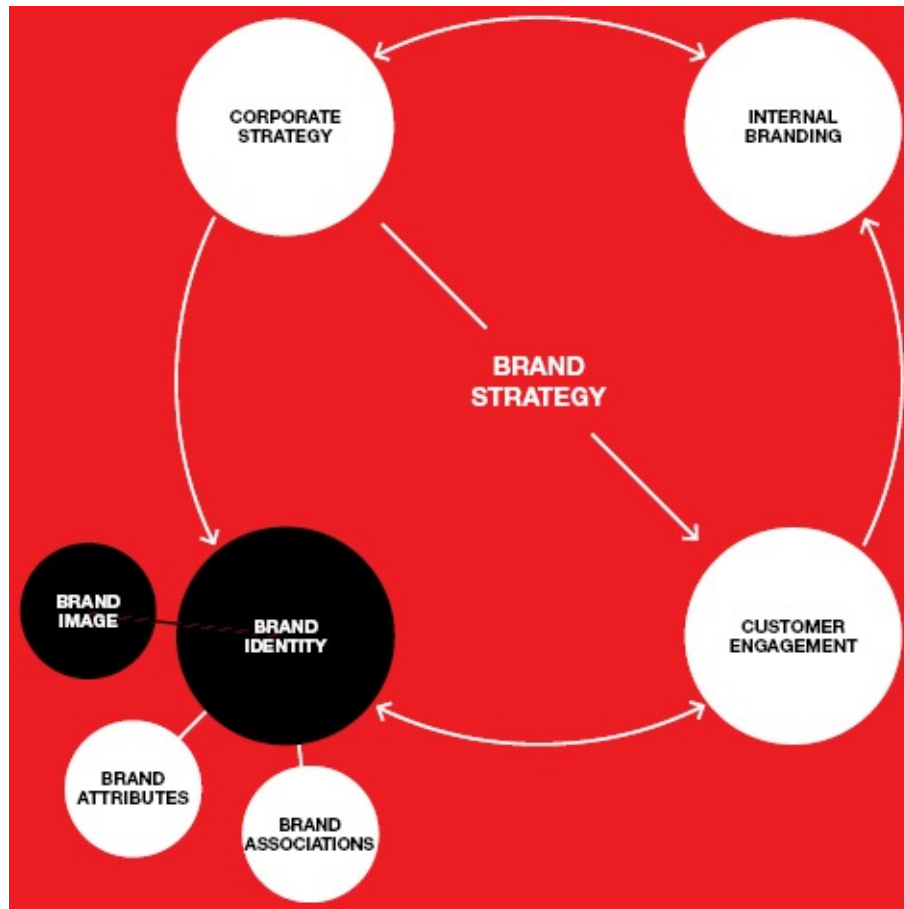 CORPORATE
STRATEGY
INTERNAL
BRANDING
BRAND
STRATEGY
BRAND
IMAGE
BRAND
IDENTITY
CUSTOMER
ENGAGEMENT
BRAND
ATTRIBUTES
BRAND
ASSOCIATIONS